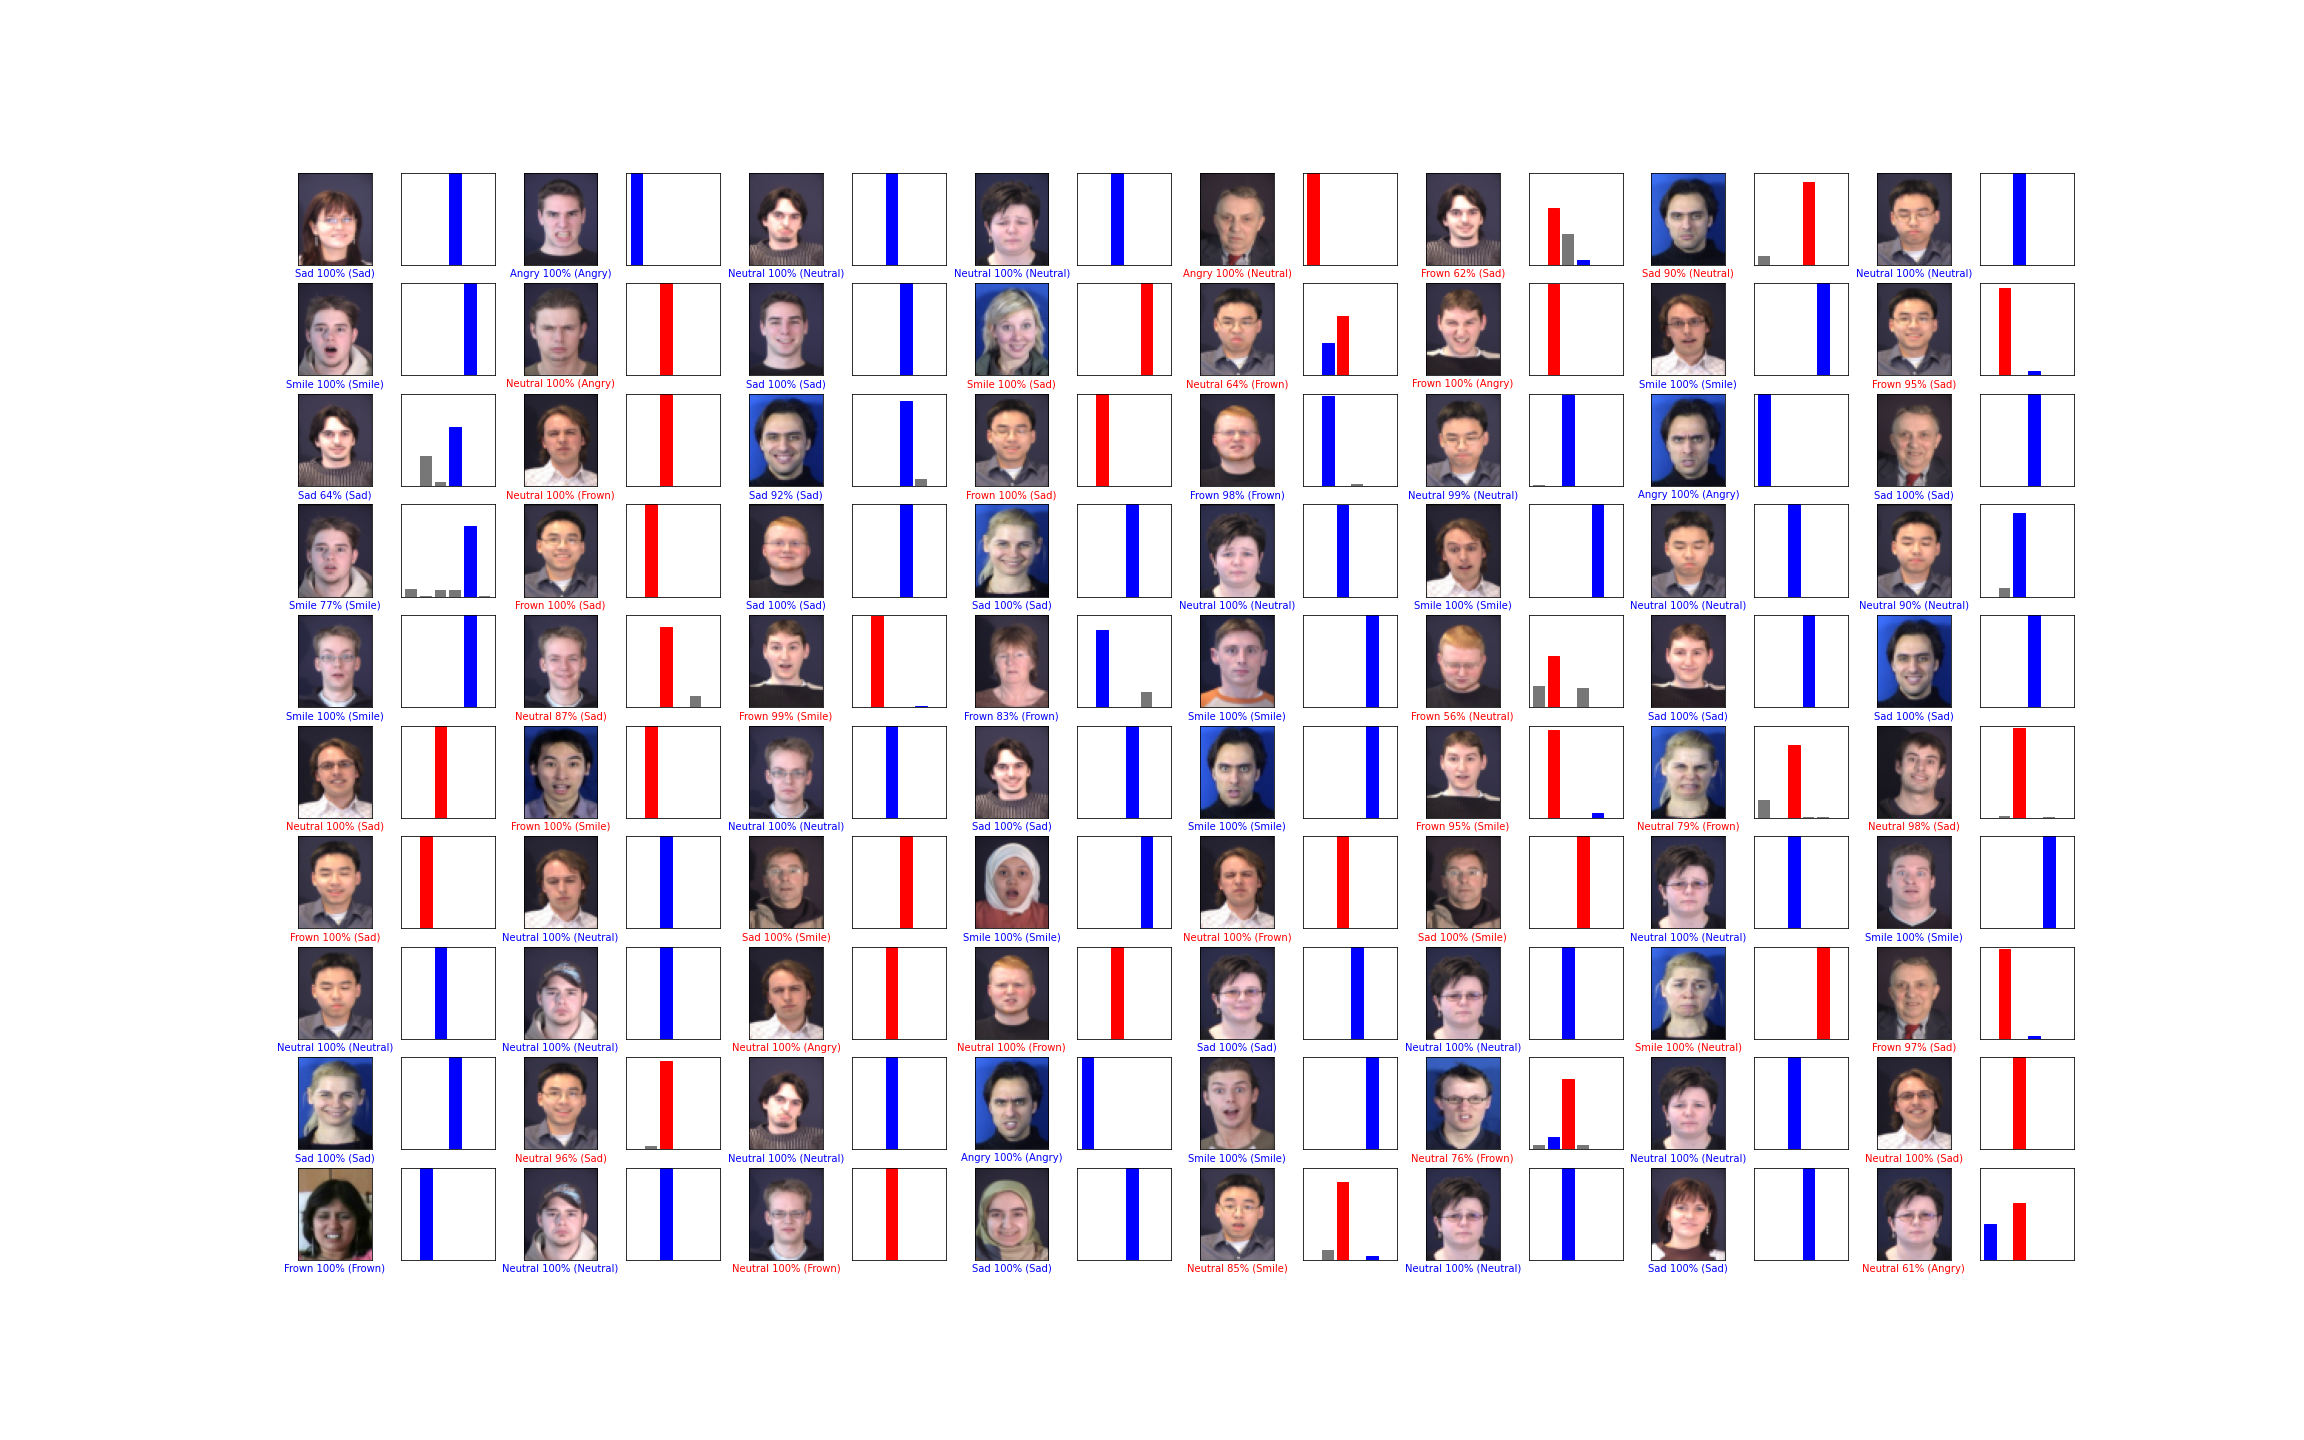 Sad 100% (Sad)
Angry 100% (Angry)
Neutral 100% (Neutral)
Neutral 100% (Neutral)
Angry 100% (Neutral)
Frown 62% (Sad)
Sad 90% (Neutral)
Neutral 100% (Neutral)
Smile 100% (Smile)
Neutral 100% (Angry)
Sad 100% (Sad)
Smile 100% (Sad)
Neutral 64% (Frown)
Frown 100% (Angry)
Smile 100% (Smile)
Frown 95% (Sad)
Sad 64% (Sad)
Neutral 100% (Frown)
Sad 92% (Sad)
Frown 100% (Sad)
Frown 98% (Frown)
Neutral 99% (Neutral)
Angry 100% (Angry)
Sad 100% (Sad)
Smile 77% (Smile)
Frown 100% (Sad)
Sad 100% (Sad)
Sad 100% (Sad)
Neutral 100% (Neutral)
Smile 100% (Smile)
Neutral 100% (Neutral)
Neutral 90% (Neutral)
Smile 100% (Smile)
Neutral 87% (Sad)
Frown 99% (Smile)
Frown 83% (Frown)
Smile 100% (Smile)
Frown 56% (Neutral)
Sad 100% (Sad)
Sad 100% (Sad)
Neutral 100% (Sad)
Frown 100% (Smile)
Neutral 100% (Neutral)
Sad 100% (Sad)
Smile 100% (Smile)
Frown 95% (Smile)
Neutral 79% (Frown)
Neutral 98% (Sad)
Frown 100% (Sad)
Neutral 100% (Neutral)
Sad 100% (Smile)
Smile 100% (Smile)
Neutral 100% (Frown)
Sad 100% (Smile)
Neutral 100% (Neutral)
Smile 100% (Smile)
Neutral 100% (Neutral)
Neutral 100% (Neutral)
Neutral 100% (Angry)
Neutral 100% (Frown)
Sad 100% (Sad)
Neutral 100% (Neutral)
Smile 100% (Neutral)
Frown 97% (Sad)
Sad 100% (Sad)
Neutral 96% (Sad)
Neutral 100% (Neutral)
Angry 100% (Angry)
Smile 100% (Smile)
Neutral 76% (Frown)
Neutral 100% (Neutral)
Neutral 100% (Sad)
Frown 100% (Frown)
Neutral 100% (Neutral)
Neutral 100% (Frown)
Sad 100% (Sad)
Neutral 85% (Smile)
Neutral 100% (Neutral)
Sad 100% (Sad)
Neutral 61% (Angry)